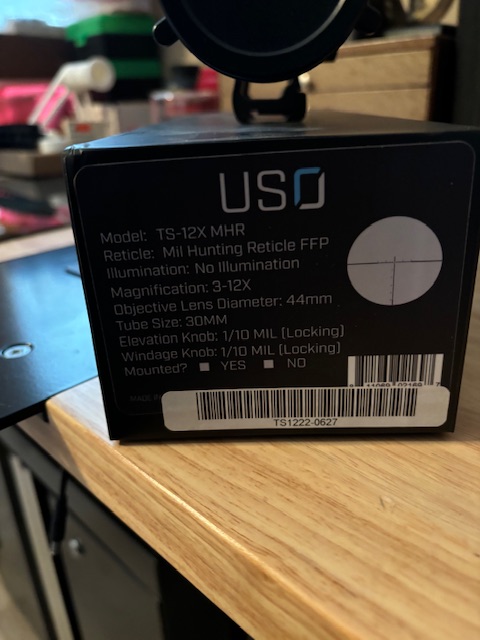 USO
Model: TS-12X MHR
Reticle: Mil Hunting Reticle FFP
Illumination: No Illumination
Magnification: 3-12X
Objective Lens Diameter: 44mm
Tube Size: 30MM
Elevation Knob: 1/10 MIL (Locking)
Windage Knob: 1/10 MIL (Locking)
Mounted? YES NO
MADE
TS1222-0627